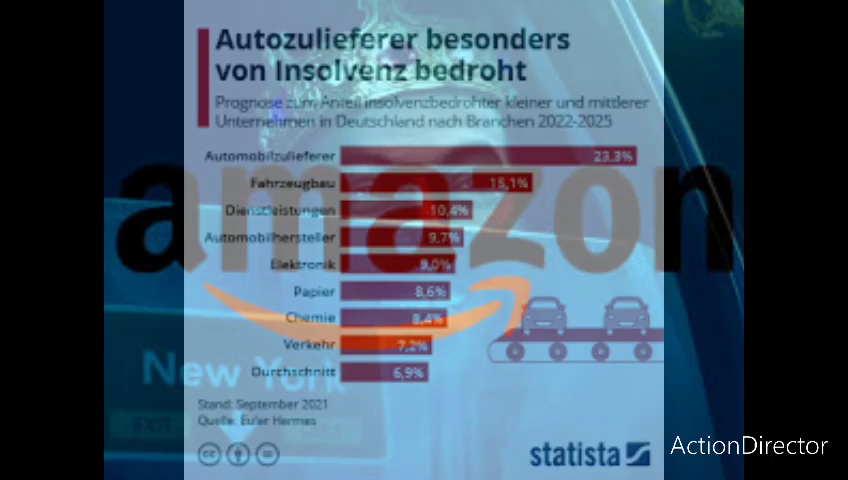 Autozulieferer besonders
von Insolvenz bedroht
Prognose zum Anteil insolvenzbedrohter kleiner und mittlerer
Unternehmen in Deutschland nach Branchen 2022-2025
Automobilzulieferer 23,3%
Fahrzeugbau 15,1%
Dienstleistungen 10,4%
Automobilhersteller 9,7%
Elektronik 9,0%
Papier 8,6%
Chemie 8,4%
Verkehr 7,2%
Durchschnitt 6,9%
amazon
New York
EXIT
Stand: September 2021
Quelle: Euler Hermes
cc
statista
ActionDirector